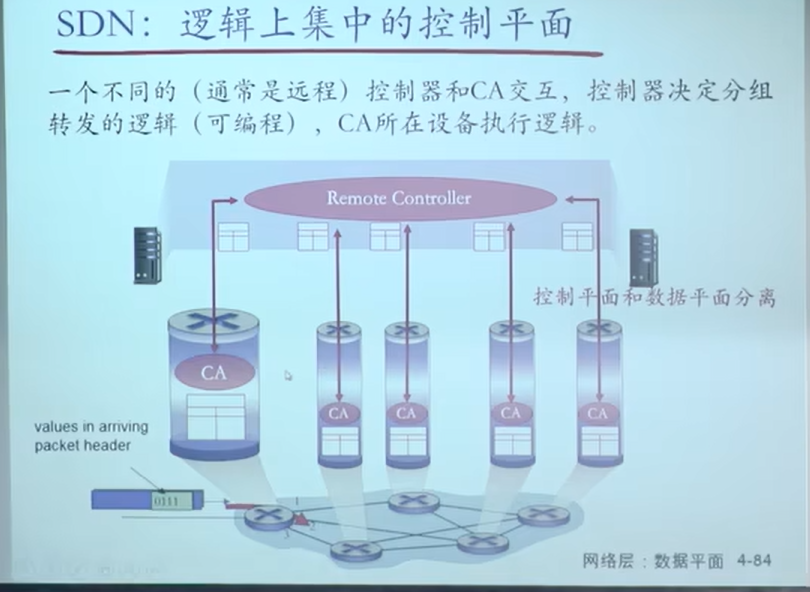 SDN：逻辑上集中的控制平面
一个不同的（通常是远程）控制器和CA交互，控制器决定分组
转发的逻辑（可编程），CA所在设备执行逻辑。
Remote Controller
控制平面和数据平面分离
CA
CA
CA
CA
CA
values in arriving
packet header
0111
1
2
3
网络层：数据平面 4-84